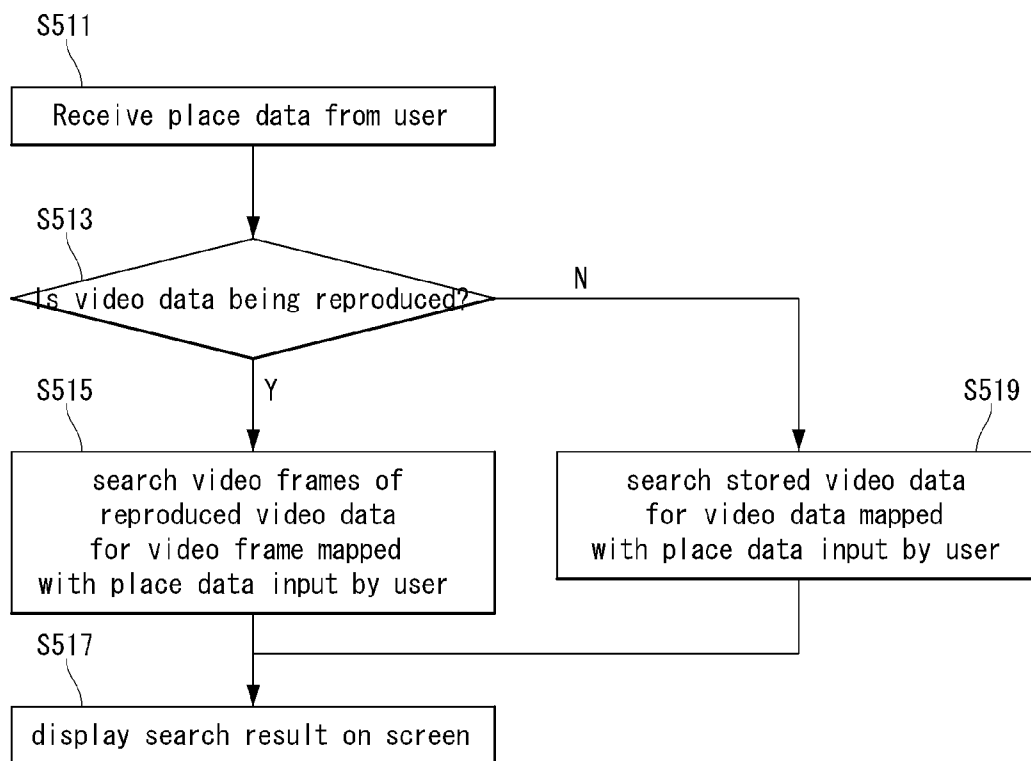 S511
Receive place data from user
S513
Is video data being reproduced?
N
Y
S515
search video frames of
reproduced video data
for video frame mapped
with place data input by user
S519
search stored video data
for video data mapped
with place data input by user
S517
display search result on screen